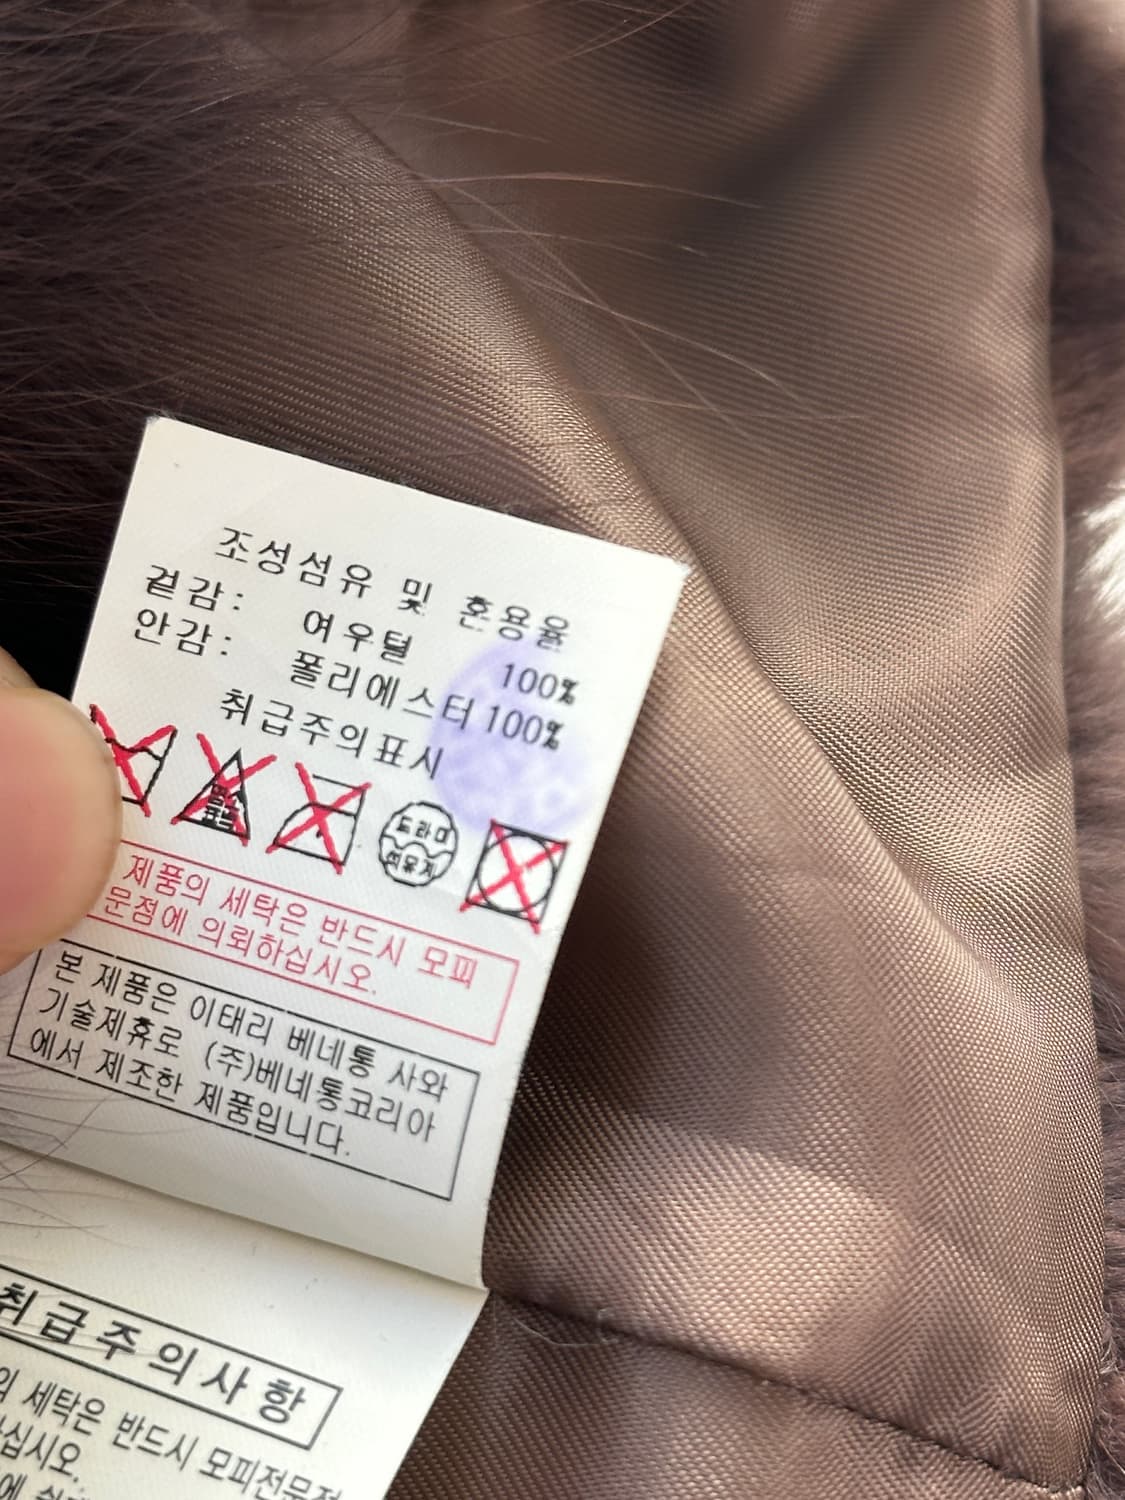 조성섬유 및 혼용율
겉감: 여우털 100%
안감: 폴리에스터 100%
취급주의표시
드라이
제품의 세탁은 반드시 모피
문점에 의뢰하십시오.
본 제품은 이태리 베네통 사와
기술제휴로 (주)베네통코리아
에서 제조한 제품입니다.
취급주의사항
세탁은 반드시 모피전문점
십시오.